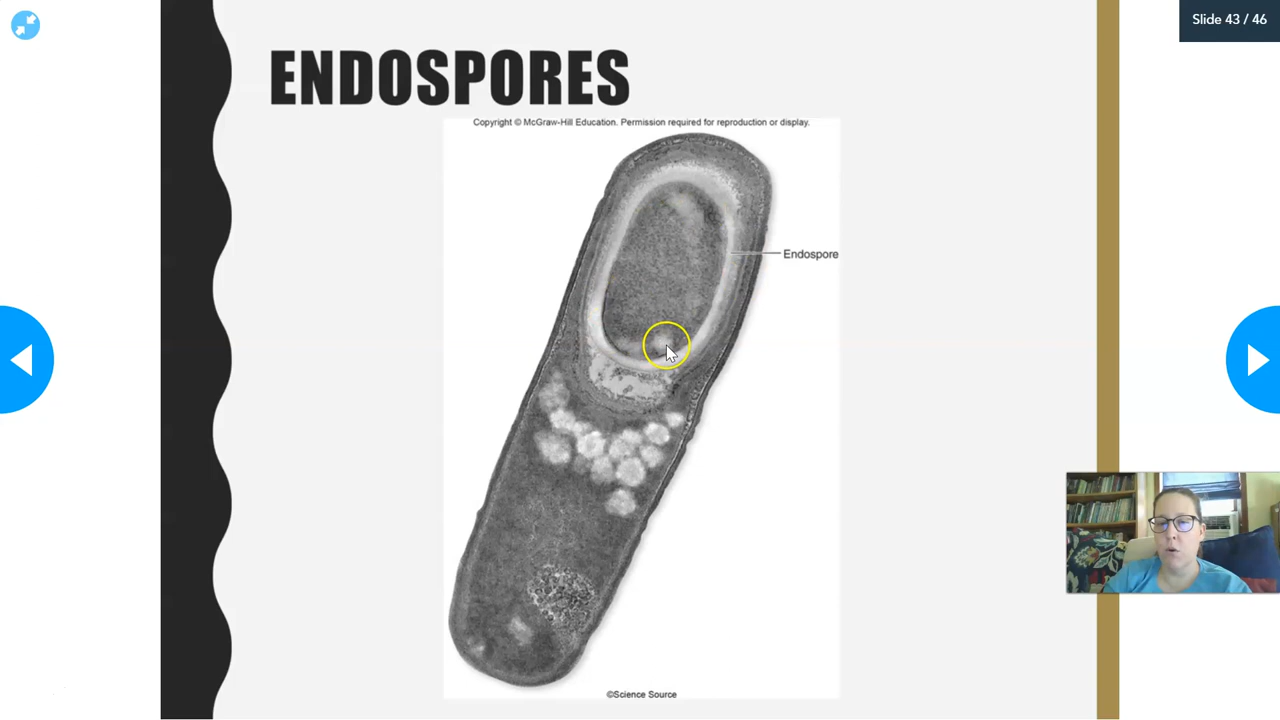 Slide 43 / 46
ENDOSPORES
Copyright © McGraw-Hill Education. Permission required for reproduction or display.
Endospore
©Science Source